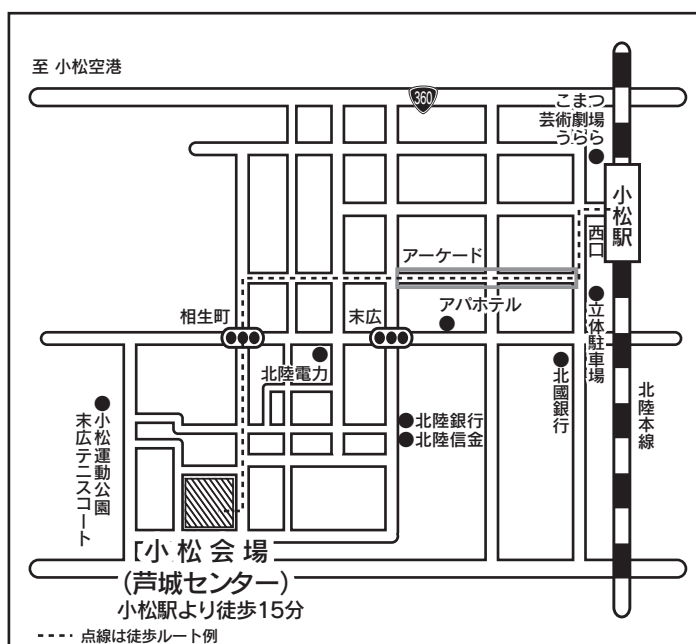 至 小松空港
360
こまつ
芸術劇場
うらら
小松駅
西口
アーケード
アパホテル
相生町
末広
北陸電力
立体駐車場
北國銀行
北陸本線
北陸銀行
北陸信金
小松運動公園
末広テニスコート
小松会場
(芦城センター)
小松駅より徒歩15分
点線は徒歩ルート例